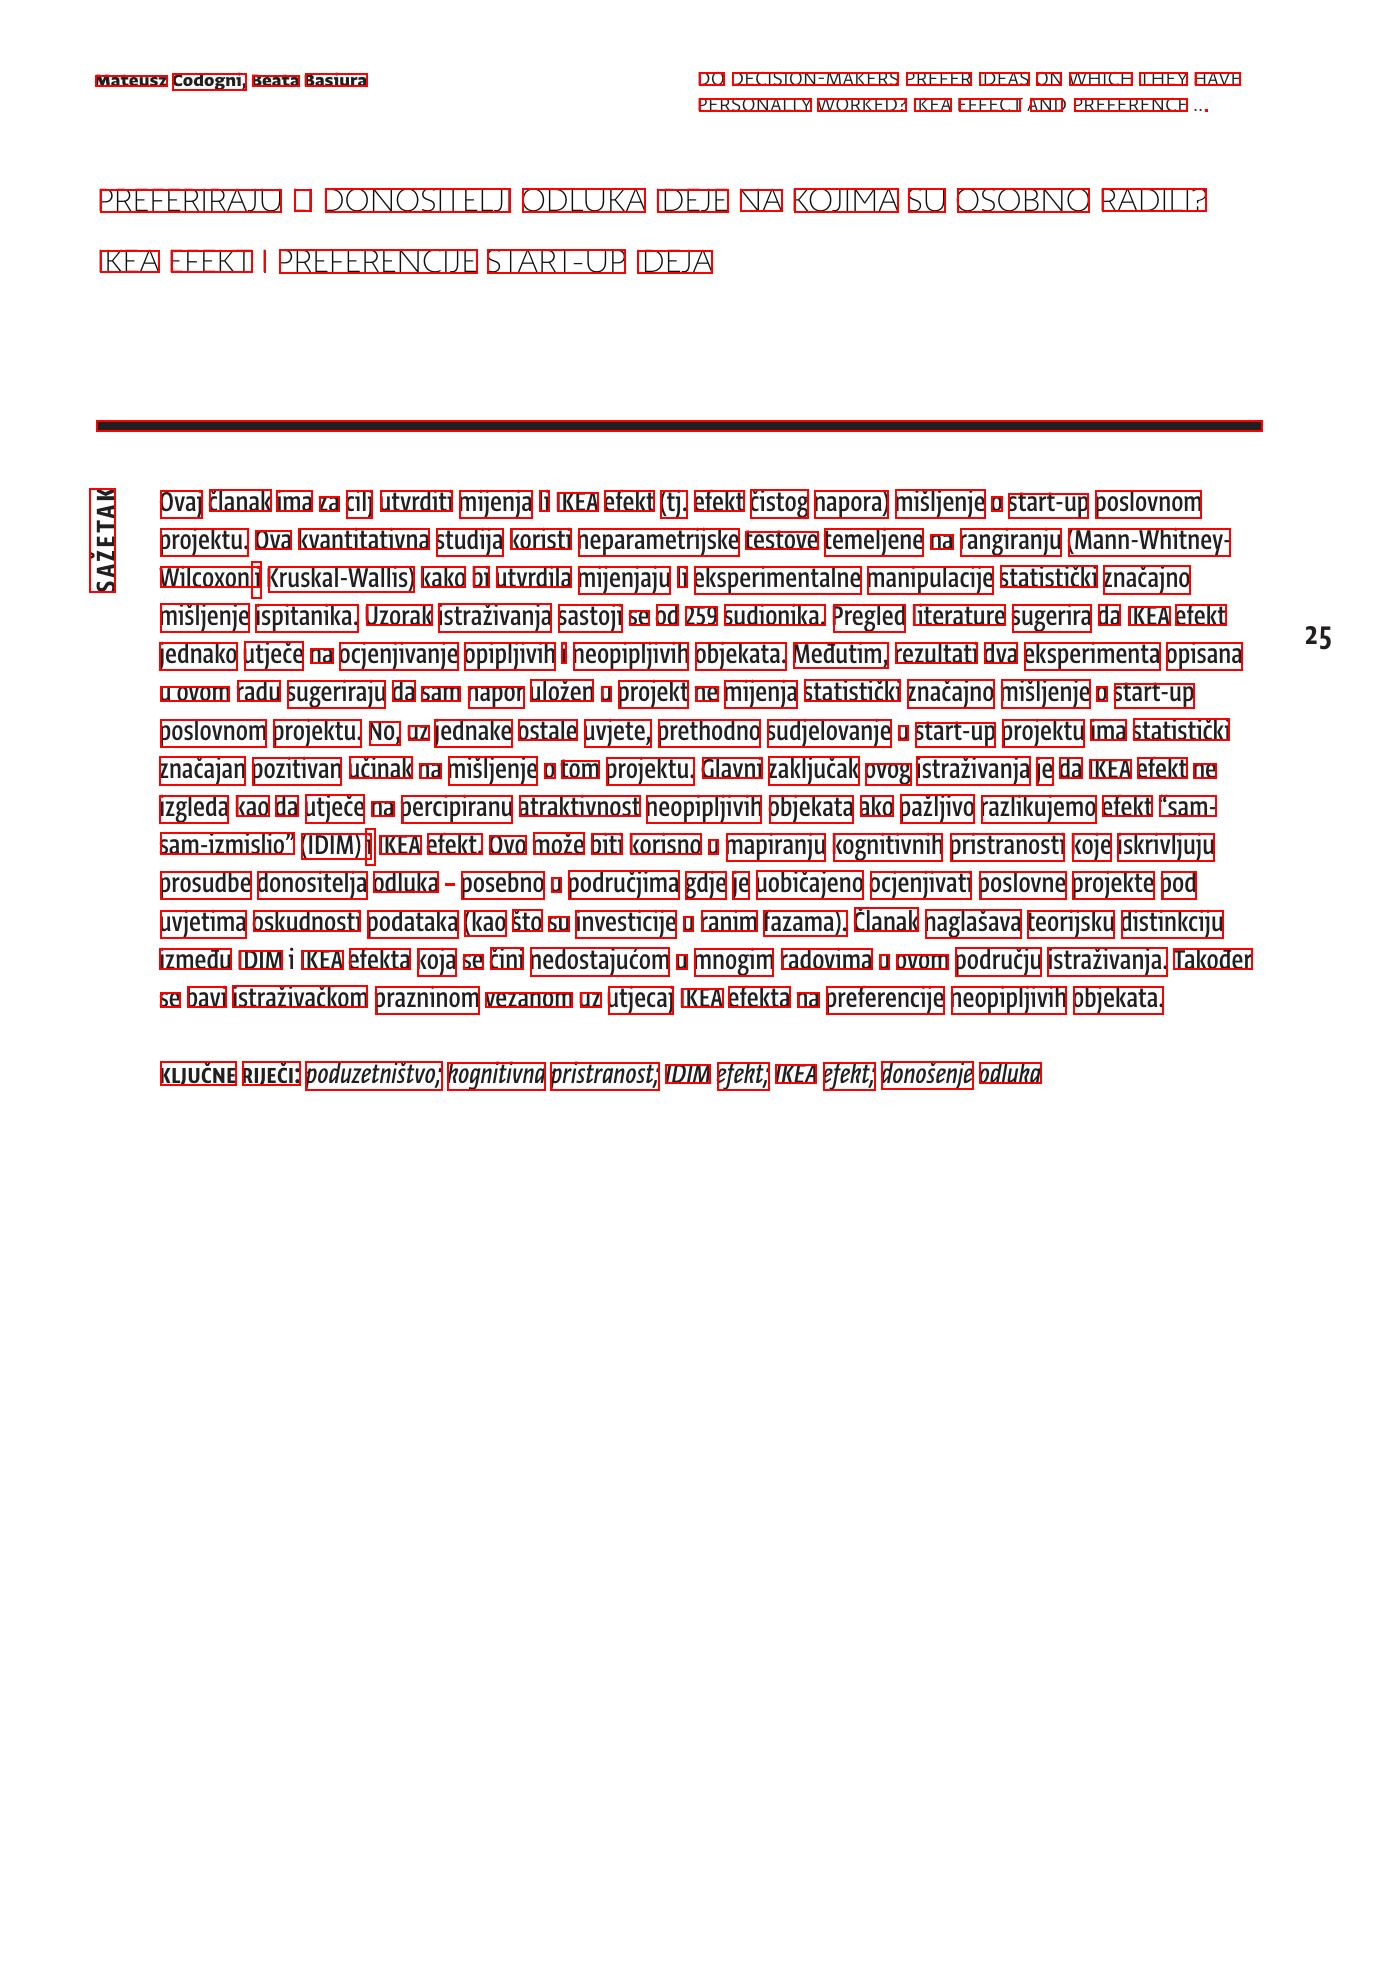 Mateusz Codogni, Beata Basiura
DO DECISION-MAKERS PREFER IDEAS ON WHICH THEY HAVE
PERSONALLY WORKED? IKEA EFFECT AND PREFERENCE ...
PREFERIRAJU LI DONOSITELJI ODLUKA IDEJE NA KOJIMA SU OSOBNO RADILI?
IKEA EFEKT I PREFERENCIJE START-UP IDEJA
SAŽETAK
Ovaj članak ima za cilj utvrditi mijenja li IKEA efekt (tj. efekt čistog napora) mišljenje o start-up poslovnom
projektu. Ova kvantitativna studija koristi neparametrijske testove temeljene na rangiranju (Mann-Whitney-
Wilcoxon i Kruskal-Wallis) kako bi utvrdila mijenjaju li eksperimentalne manipulacije statistički značajno
mišljenje ispitanika. Uzorak istraživanja sastoji se od 259 sudionika. Pregled literature sugerira da IKEA efekt
jednako utječe na ocjenjivanje opipljivih i neopipljivih objekata. Međutim, rezultati dva eksperimenta opisana
u ovom radu sugeriraju da sam napor uložen u projekt ne mijenja statistički značajno mišljenje o start-up
poslovnom projektu. No, uz jednake ostale uvjete, prethodno sudjelovanje u start-up projektu ima statistički
značajan pozitivan učinak na mišljenje o tom projektu. Glavni zaključak ovog istraživanja je da IKEA efekt ne
izgleda kao da utječe na percipiranu atraktivnost neopipljivih objekata ako pažljivo razlikujemo efekt “sam-
sam-izmislio” (IDIM) i IKEA efekt. Ovo može biti korisno u mapiranju kognitivnih pristranosti koje iskrivljuju
prosudbe donositelja odluka – posebno u područjima gdje je uobičajeno ocjenjivati poslovne projekte pod
uvjetima oskudnosti podataka (kao što su investicije u ranim fazama). Članak naglašava teorijsku distinkciju
između IDIM i IKEA efekta koja se čini nedostajućom u mnogim radovima u ovom području istraživanja. Također
se bavi istraživačkom prazninom vezanom uz utjecaj IKEA efekta na preferencije neopipljivih objekata.
KLJUČNE RIJEČI: poduzetništvo; kognitivna pristranost; IDIM efekt; IKEA efekt; donošenje odluka
25